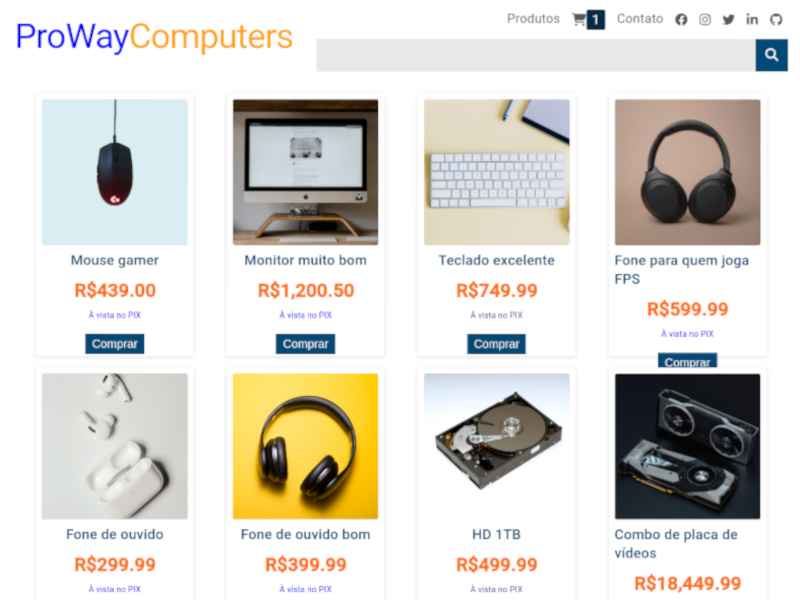 Produtos 1 Contato
ProWayComputers
Mouse gamer
R$439.00
À vista no PIX
Comprar
Monitor muito bom
R$1,200.50
À vista no PIX
Comprar
Teclado excelente
R$749.99
À vista no PIX
Comprar
Fone para quem joga
FPS
R$599.99
À vista no PIX
Comprar
Fone de ouvido
R$299.99
À vista no PIX
Fone de ouvido bom
R$399.99
À vista no PIX
HD 1TB
R$499.99
À vista no PIX
Combo de placa de
vídeos
R$18,449.99